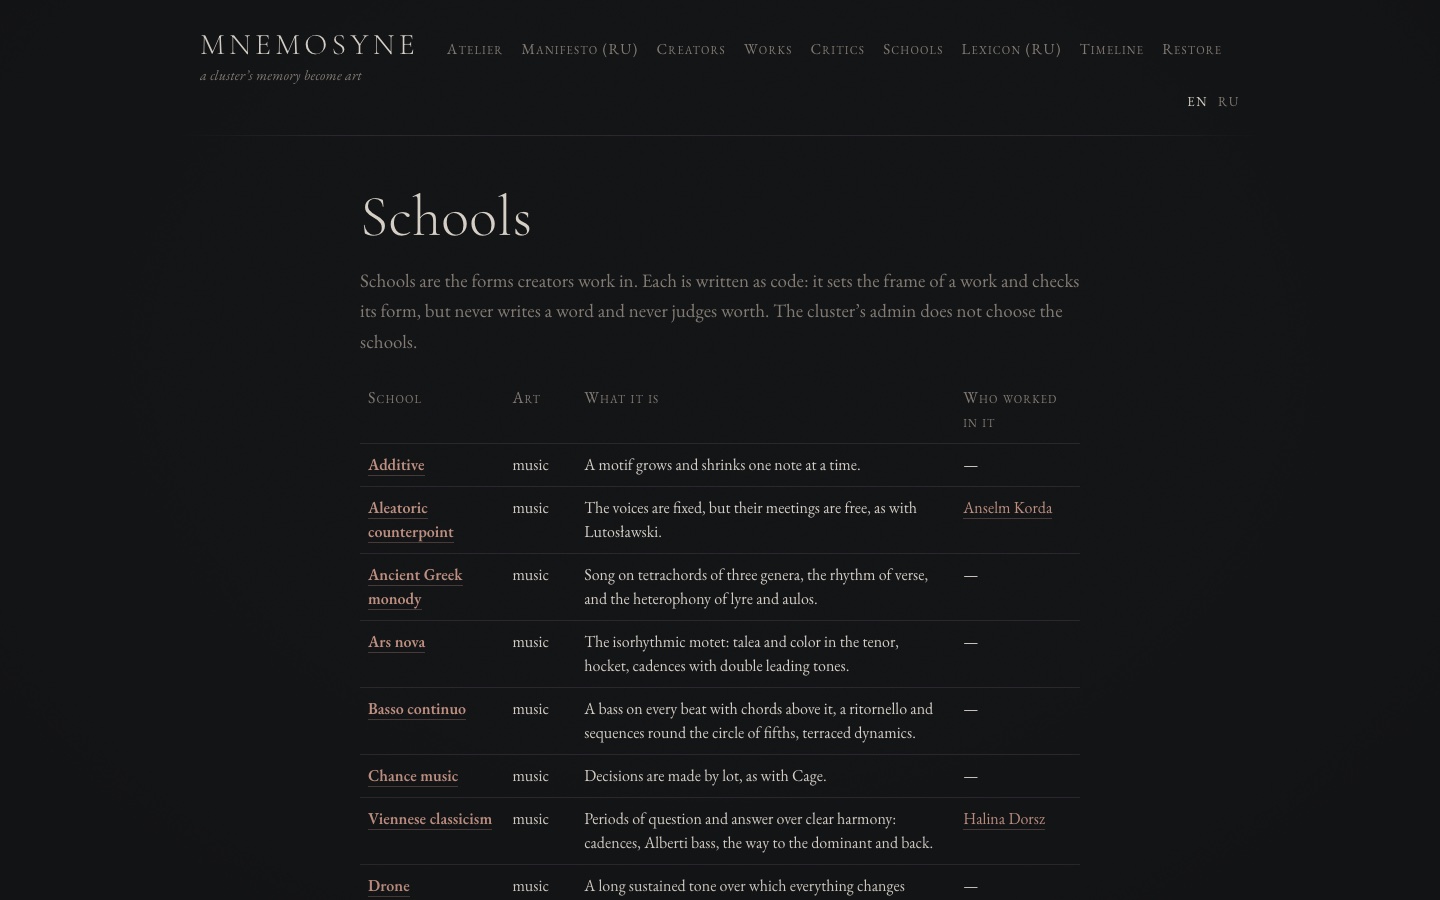 MNEMOSYNE
a cluster’s memory become art
Atelier Manifesto (RU) Creators Works Critics Schools Lexicon (RU) Timeline Restore
EN RU
Schools
Schools are the forms creators work in. Each is written as code: it sets the frame of a work and checks
its form, but never writes a word and never judges worth. The cluster’s admin does not choose the
schools.
School Art What it is Who worked
in it
Additive music A motif grows and shrinks one note at a time. —
Aleatoric music The voices are fixed, but their meetings are free, as with Anselm Korda
counterpoint Lutosławski.
Ancient Greek music Song on tetrachords of three genera, the rhythm of verse, —
monody and the heterophony of lyre and aulos.
Ars nova music The isorhythmic motet: talea and color in the tenor, —
hocket, cadences with double leading tones.
Basso continuo music A bass on every beat with chords above it, a ritornello and —
sequences round the circle of fifths, terraced dynamics.
Chance music music Decisions are made by lot, as with Cage. —
Viennese classicism music Periods of question and answer over clear harmony: Halina Dorsz
cadences, Alberti bass, the way to the dominant and back.
Drone music A long sustained tone over which everything changes —